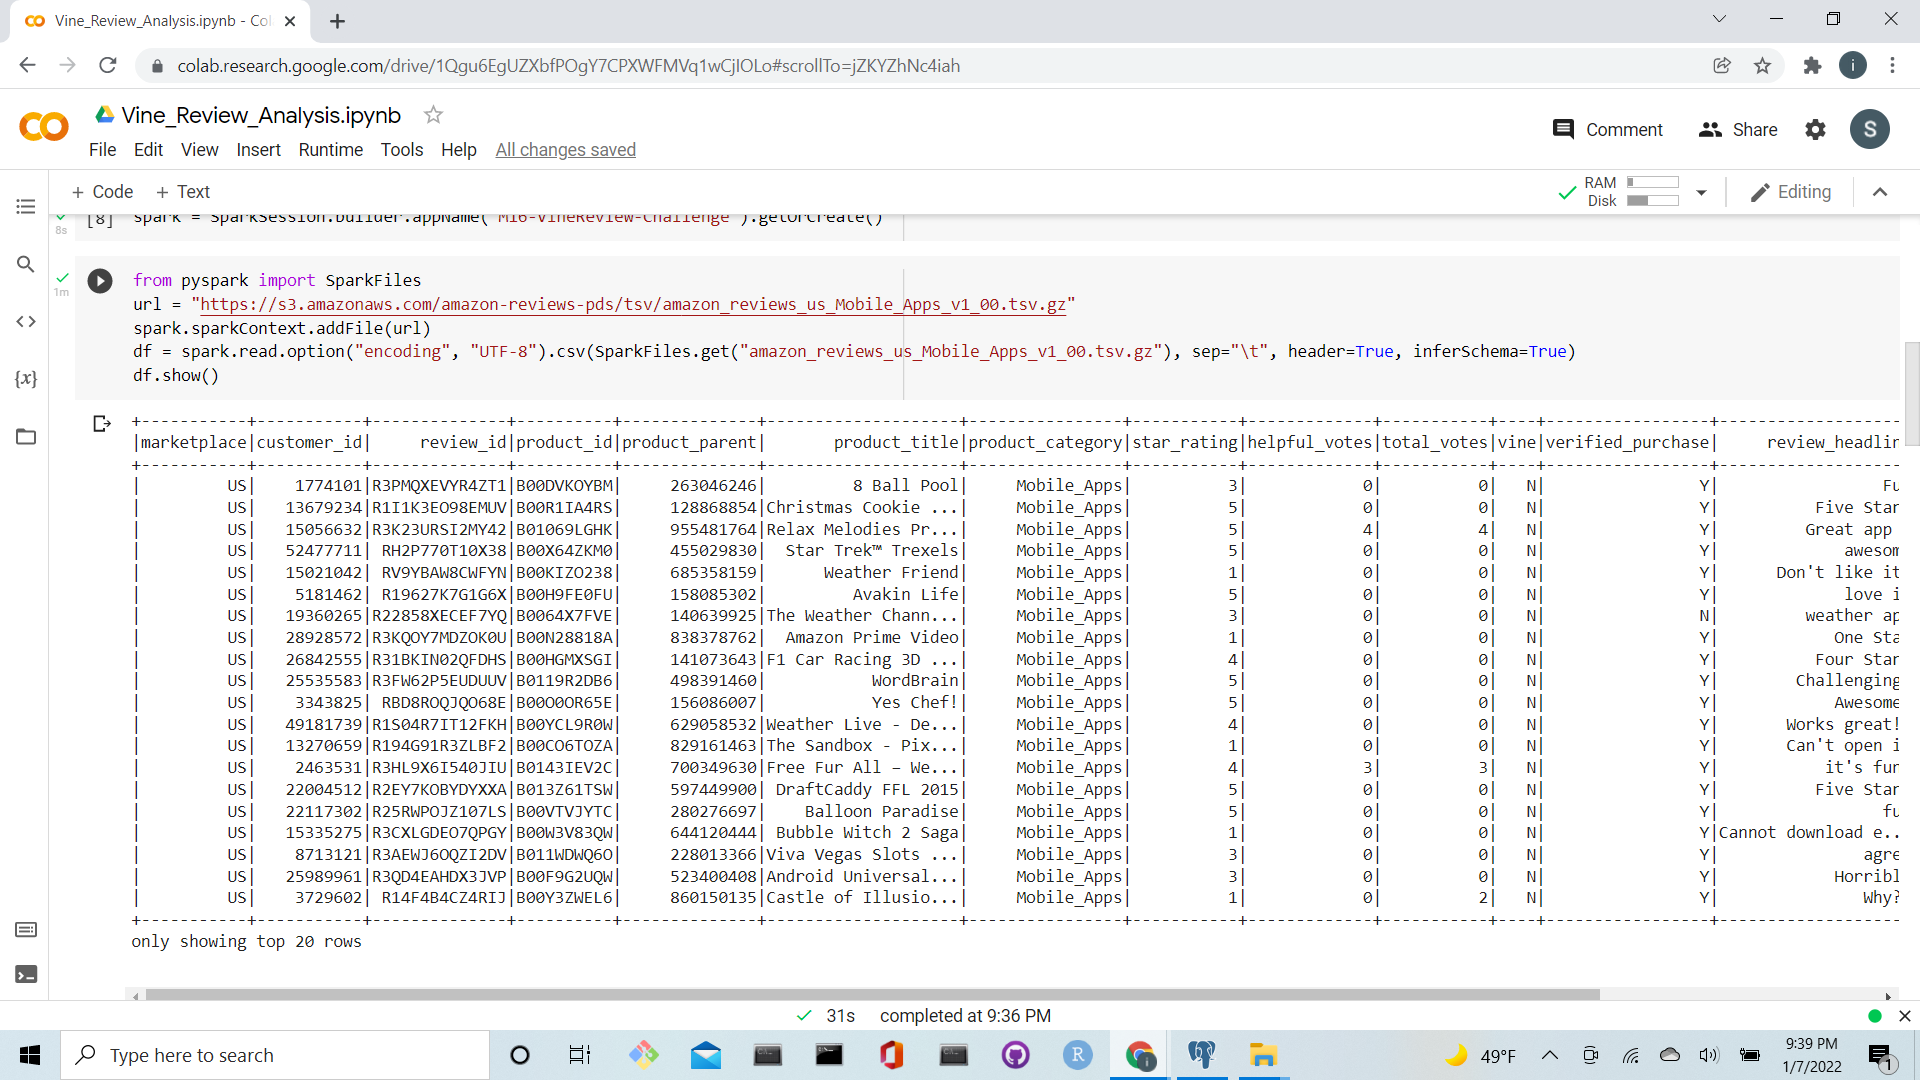 Vine_Review_Analysis.ipynb - Co
colab.research.google.com/drive/1Qgu6EgUZXbfPOgY7CPXWFMVq1wCjIOLo#scrollTo=jZKYZhNc4iah
i
Vine_Review_Analysis.ipynb
File Edit View Insert Runtime Tools Help All changes saved
Comment Share S
+ Code + Text
RAM
Disk
Editing
[8] spark = SparkSession.builder.appName("M16-VineReview-Challenge").getOrCreate()
8s
1m
from pyspark import SparkFiles
url = "https://s3.amazonaws.com/amazon-reviews-pds/tsv/amazon_reviews_us_Mobile_Apps_v1_00.tsv.gz"
spark.sparkContext.addFile(url)
df = spark.read.option("encoding", "UTF-8").csv(SparkFiles.get("amazon_reviews_us_Mobile_Apps_v1_00.tsv.gz"), sep="\t", header=True, inferSchema=True)
df.show()
|marketplace|customer_id| review_id|product_id|product_parent| product_title|product_category|star_rating|helpful_votes|total_votes|vine|verified_purchase| review_headlin
| US| 1774101|R3PMQXEVYR4ZT1|B00DVKOYBM| 263046246| 8 Ball Pool| Mobile_Apps| 3| 0| 0| N| Y| Fu
| US| 13679234|R1I1K3EO98EMUV|B00R1IA4RS| 128868854|Christmas Cookie ...| Mobile_Apps| 5| 0| 0| N| Y| Five Star
| US| 15056632|R3K23URSI2MY42|B01069LGHK| 955481764|Relax Melodies Pr...| Mobile_Apps| 5| 4| 4| N| Y| Great app
| US| 52477711| RH2P770T10X38|B00X64ZKM0| 455029830| Star Trek™ Trexels| Mobile_Apps| 5| 0| 0| N| Y| awesom
| US| 15021042| RV9YBAW8CWFYN|B00KIZO238| 685358159| Weather Friend| Mobile_Apps| 1| 0| 0| N| Y| Don't like it
| US| 5181462| R19627K7G1G6X|B00H9FE0FU| 158085302| Avakin Life| Mobile_Apps| 5| 0| 0| N| Y| love i
| US| 19360265|R22858XECEF7YQ|B0064X7FVE| 140639925|The Weather Chann...| Mobile_Apps| 3| 0| 0| N| N| weather ap
| US| 28928572|R3KQOY7MDZOK0U|B00N28818A| 838378762| Amazon Prime Video| Mobile_Apps| 1| 0| 0| N| Y| One Sta
| US| 26842555|R31BKIN02QFDHS|B00HGMXSGI| 141073643|F1 Car Racing 3D ...| Mobile_Apps| 4| 0| 0| N| Y| Four Star
| US| 25535583|R3FW62P5EUDUUV|B0119R2DB6| 498391460| WordBrain| Mobile_Apps| 5| 0| 0| N| Y| Challenging
| US| 3343825| RBD8ROQJQO68E|B00O0OR65E| 156086007| Yes Chef!| Mobile_Apps| 5| 0| 0| N| Y| Awesome
| US| 49181739|R1S04R7IT12FKH|B00YCL9R0W| 629058532|Weather Live - De...| Mobile_Apps| 4| 0| 0| N| Y| Works great!
| US| 13270659|R194G91R3ZLBF2|B00CO6TOZA| 829161463|The Sandbox - Pix...| Mobile_Apps| 1| 0| 0| N| Y| Can't open i
| US| 2463531|R3HL9X6I540JIU|B0143IEV2C| 700349630|Free Fur All – We...| Mobile_Apps| 4| 3| 3| N| Y| it's fun
| US| 22004512|R2EY7KOBYDYXXA|B013Z61TSW| 597449900| DraftCaddy FFL 2015| Mobile_Apps| 5| 0| 0| N| Y| Five Star
| US| 22117302|R25RWPOJZ107LS|B00VTVJYTC| 280276697| Balloon Paradise| Mobile_Apps| 5| 0| 0| N| Y| fu
| US| 15335275|R3CXLGDEO7QPGY|B00W3V83QW| 644120444| Bubble Witch 2 Saga| Mobile_Apps| 1| 0| 0| N| Y|Cannot download e..
| US| 8713121|R3AEWJ6OQZI2DV|B011WDWQ6O| 228013366|Viva Vegas Slots ...| Mobile_Apps| 3| 0| 0| N| Y| agre
| US| 25989961|R3QD4EAHDX3JVP|B00F9G2UQW| 523400408|Android Universal...| Mobile_Apps| 3| 0| 0| N| Y| Horribl
| US| 3729602| R14F4B4CZ4RIJ|B00Y3ZWEL6| 860150135|Castle of Illusio...| Mobile_Apps| 1| 0| 2| N| Y| Why?
only showing top 20 rows
31s completed at 9:36 PM
Type here to search
R
49°F
9:39 PM
1/7/2022
1